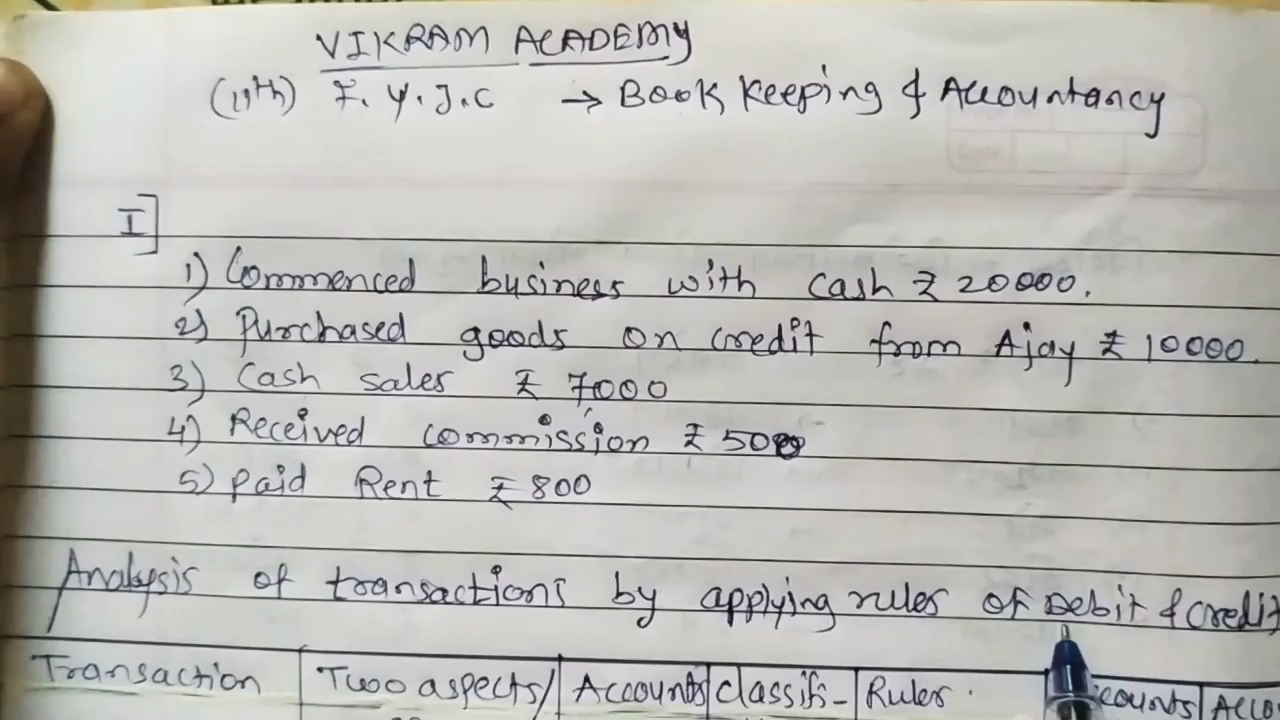 VIKRAM ACADEMY
(11th) F.Y.J.C → Book Keeping & Accountancy
I]
1) Commenced business with cash ₹ 20000.
2) Purchased goods on credit from Ajay ₹ 10000.
3) Cash sales ₹ 7000
4) Received commission ₹ 500
5) Paid Rent ₹ 800
Analysis of transactions by applying rules of Debit & Credit
Transaction | Two aspects/ | Accounts | classifi- | Rules.